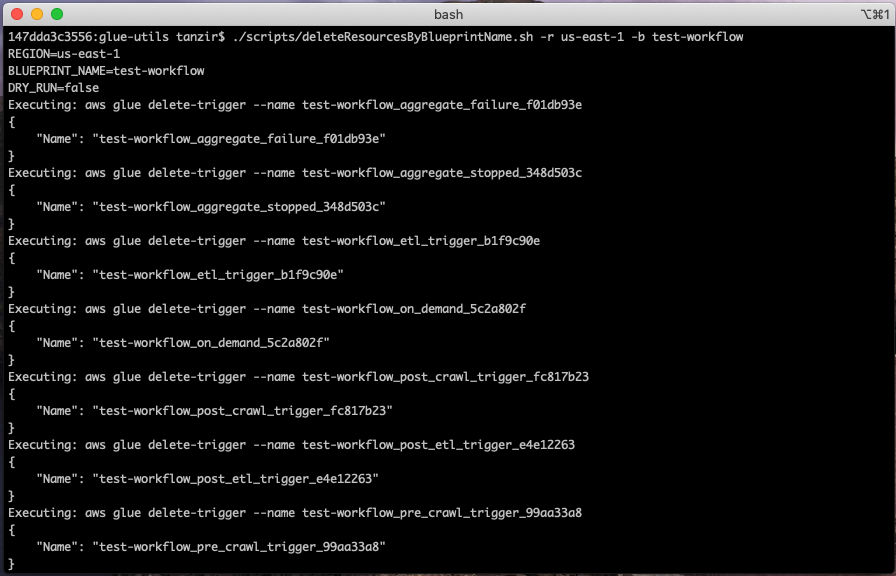 bash
⌥⌘1
147dda3c3556:glue-utils tanzir$ ./scripts/deleteResourcesByBlueprintName.sh -r us-east-1 -b test-workflow
REGION=us-east-1
BLUEPRINT_NAME=test-workflow
DRY_RUN=false
Executing: aws glue delete-trigger --name test-workflow_aggregate_failure_f01db93e
{
    "Name": "test-workflow_aggregate_failure_f01db93e"
}
Executing: aws glue delete-trigger --name test-workflow_aggregate_stopped_348d503c
{
    "Name": "test-workflow_aggregate_stopped_348d503c"
}
Executing: aws glue delete-trigger --name test-workflow_etl_trigger_b1f9c90e
{
    "Name": "test-workflow_etl_trigger_b1f9c90e"
}
Executing: aws glue delete-trigger --name test-workflow_on_demand_5c2a802f
{
    "Name": "test-workflow_on_demand_5c2a802f"
}
Executing: aws glue delete-trigger --name test-workflow_post_crawl_trigger_fc817b23
{
    "Name": "test-workflow_post_crawl_trigger_fc817b23"
}
Executing: aws glue delete-trigger --name test-workflow_post_etl_trigger_e4e12263
{
    "Name": "test-workflow_post_etl_trigger_e4e12263"
}
Executing: aws glue delete-trigger --name test-workflow_pre_crawl_trigger_99aa33a8
{
    "Name": "test-workflow_pre_crawl_trigger_99aa33a8"
}